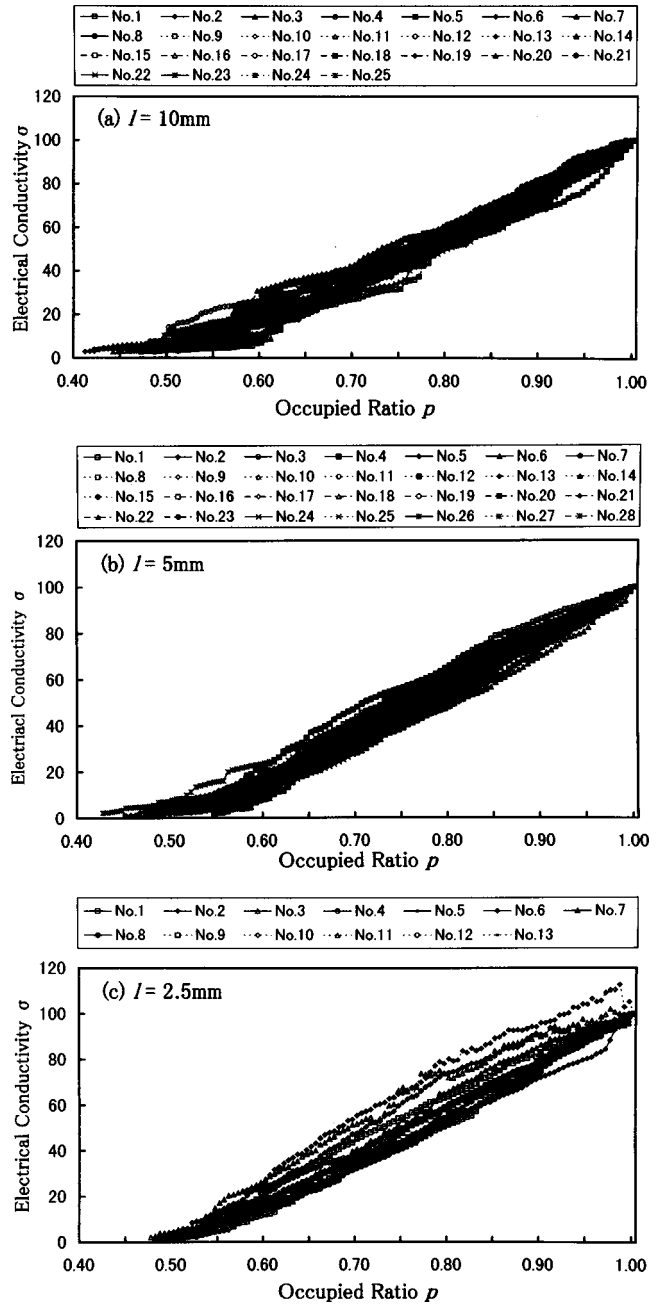 No.1 No.2 No.3 No.4 No.5 No.6 No.7
No.8 No.9 No.10 No.11 No.12 No.13 No.14
No.15 No.16 No.17 No.18 No.19 No.20 No.21
No.22 No.23 No.24 No.25
120
(a) l = 10mm
100
80
60
40
20
0
Electrical Conductivity σ
0.40 0.50 0.60 0.70 0.80 0.90 1.00
Occupied Ratio p
No.1 No.2 No.3 No.4 No.5 No.6 No.7
No.8 No.9 No.10 No.11 No.12 No.13 No.14
No.15 No.16 No.17 No.18 No.19 No.20 No.21
No.22 No.23 No.24 No.25 No.26 No.27 No.28
120
(b) l = 5mm
100
80
60
40
20
0
Electriacl Conductivity σ
0.40 0.50 0.60 0.70 0.80 0.90 1.00
Occupied Ratio p
No.1 No.2 No.3 No.4 No.5 No.6 No.7
No.8 No.9 No.10 No.11 No.12 No.13
120
(c) l = 2.5mm
100
80
60
40
20
0
Electrical Conductivity σ
0.40 0.50 0.60 0.70 0.80 0.90 1.00
Occupied Ratio p